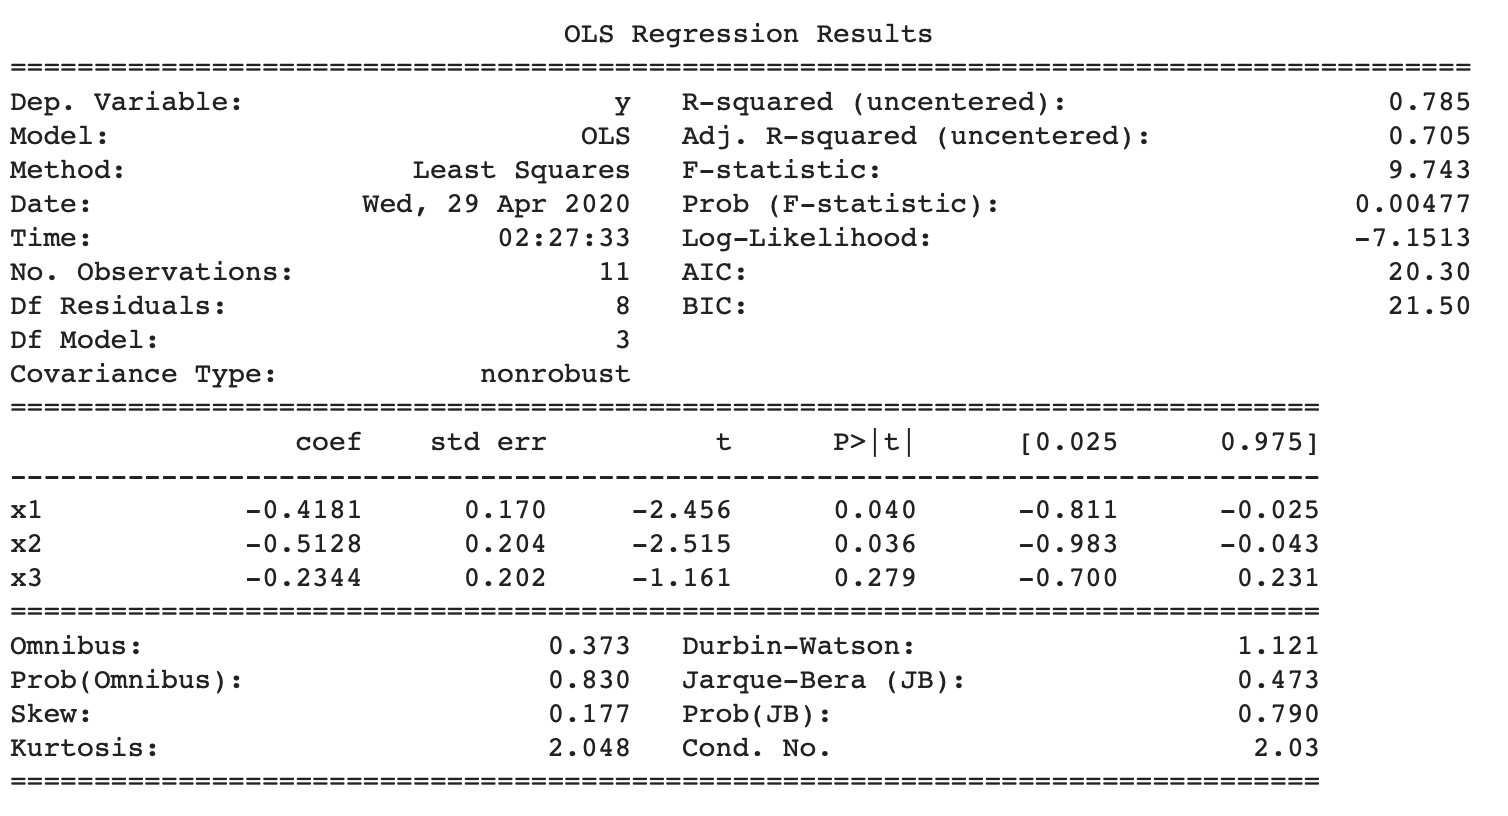 OLS Regression Results
==============================================================================
Dep. Variable: y R-squared (uncentered): 0.785
Model: OLS Adj. R-squared (uncentered): 0.705
Method: Least Squares F-statistic: 9.743
Date: Wed, 29 Apr 2020 Prob (F-statistic): 0.00477
Time: 02:27:33 Log-Likelihood: -7.1513
No. Observations: 11 AIC: 20.30
Df Residuals: 8 BIC: 21.50
Df Model: 3
Covariance Type: nonrobust
==============================================================================
coef std err t P>|t| [0.025 0.975]
------------------------------------------------------------------------------
x1 -0.4181 0.170 -2.456 0.040 -0.811 -0.025
x2 -0.5128 0.204 -2.515 0.036 -0.983 -0.043
x3 -0.2344 0.202 -1.161 0.279 -0.700 0.231
==============================================================================
Omnibus: 0.373 Durbin-Watson: 1.121
Prob(Omnibus): 0.830 Jarque-Bera (JB): 0.473
Skew: 0.177 Prob(JB): 0.790
Kurtosis: 2.048 Cond. No. 2.03
==============================================================================